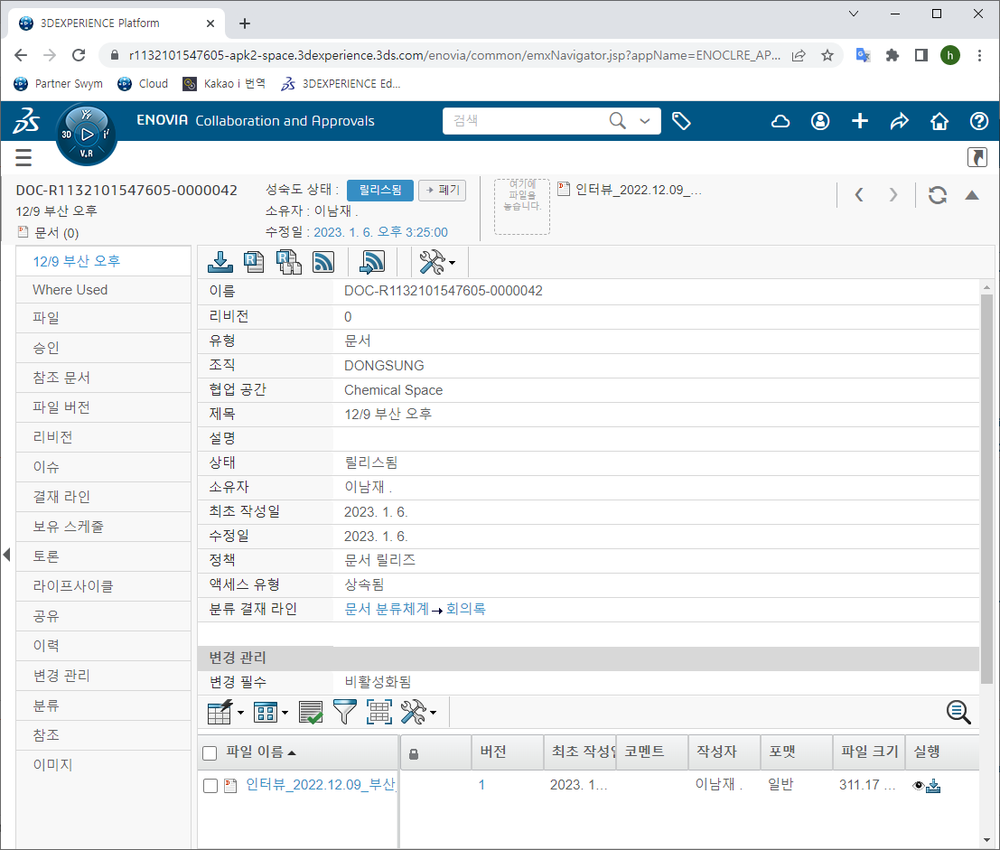 3DEXPERIENCE Platform
r1132101547605-apk2-space.3dexperience.3ds.com/enovia/common/emxNavigator.jsp?appName=ENOCLRE_AP...
h
Partner Swym
Cloud
Kakao i 번역
3DEXPERIENCE Ed...
3D
V.R
ENOVIA Collaboration and Approvals
검색
DOC-R1132101547605-0000042
12/9 부산 오후
문서 (0)
성숙도 상태 : 릴리스됨 폐기
소유자 : 이남재 .
수정일 : 2023. 1. 6. 오후 3:25:00
여기에
파일을
놓습니다.
인터뷰_2022.12.09_...
12/9 부산 오후
Where Used
파일
승인
참조 문서
파일 버전
리비전
이슈
결재 라인
보유 스케줄
토론
라이프사이클
공유
이력
변경 관리
분류
참조
이미지
이름 DOC-R1132101547605-0000042
리비전 0
유형 문서
조직 DONGSUNG
협업 공간 Chemical Space
제목 12/9 부산 오후
설명
상태 릴리스됨
소유자 이남재 .
최초 작성일 2023. 1. 6.
수정일 2023. 1. 6.
정책 문서 릴리즈
액세스 유형 상속됨
분류 결재 라인 문서 분류체계 → 회의록
변경 관리
변경 필수 비활성화됨
파일 이름 버전 최초 작성일 코멘트 작성자 포맷 파일 크기 실행
인터뷰_2022.12.09_부산_ 1 2023. 1... 이남재 . 일반 311.17 ...